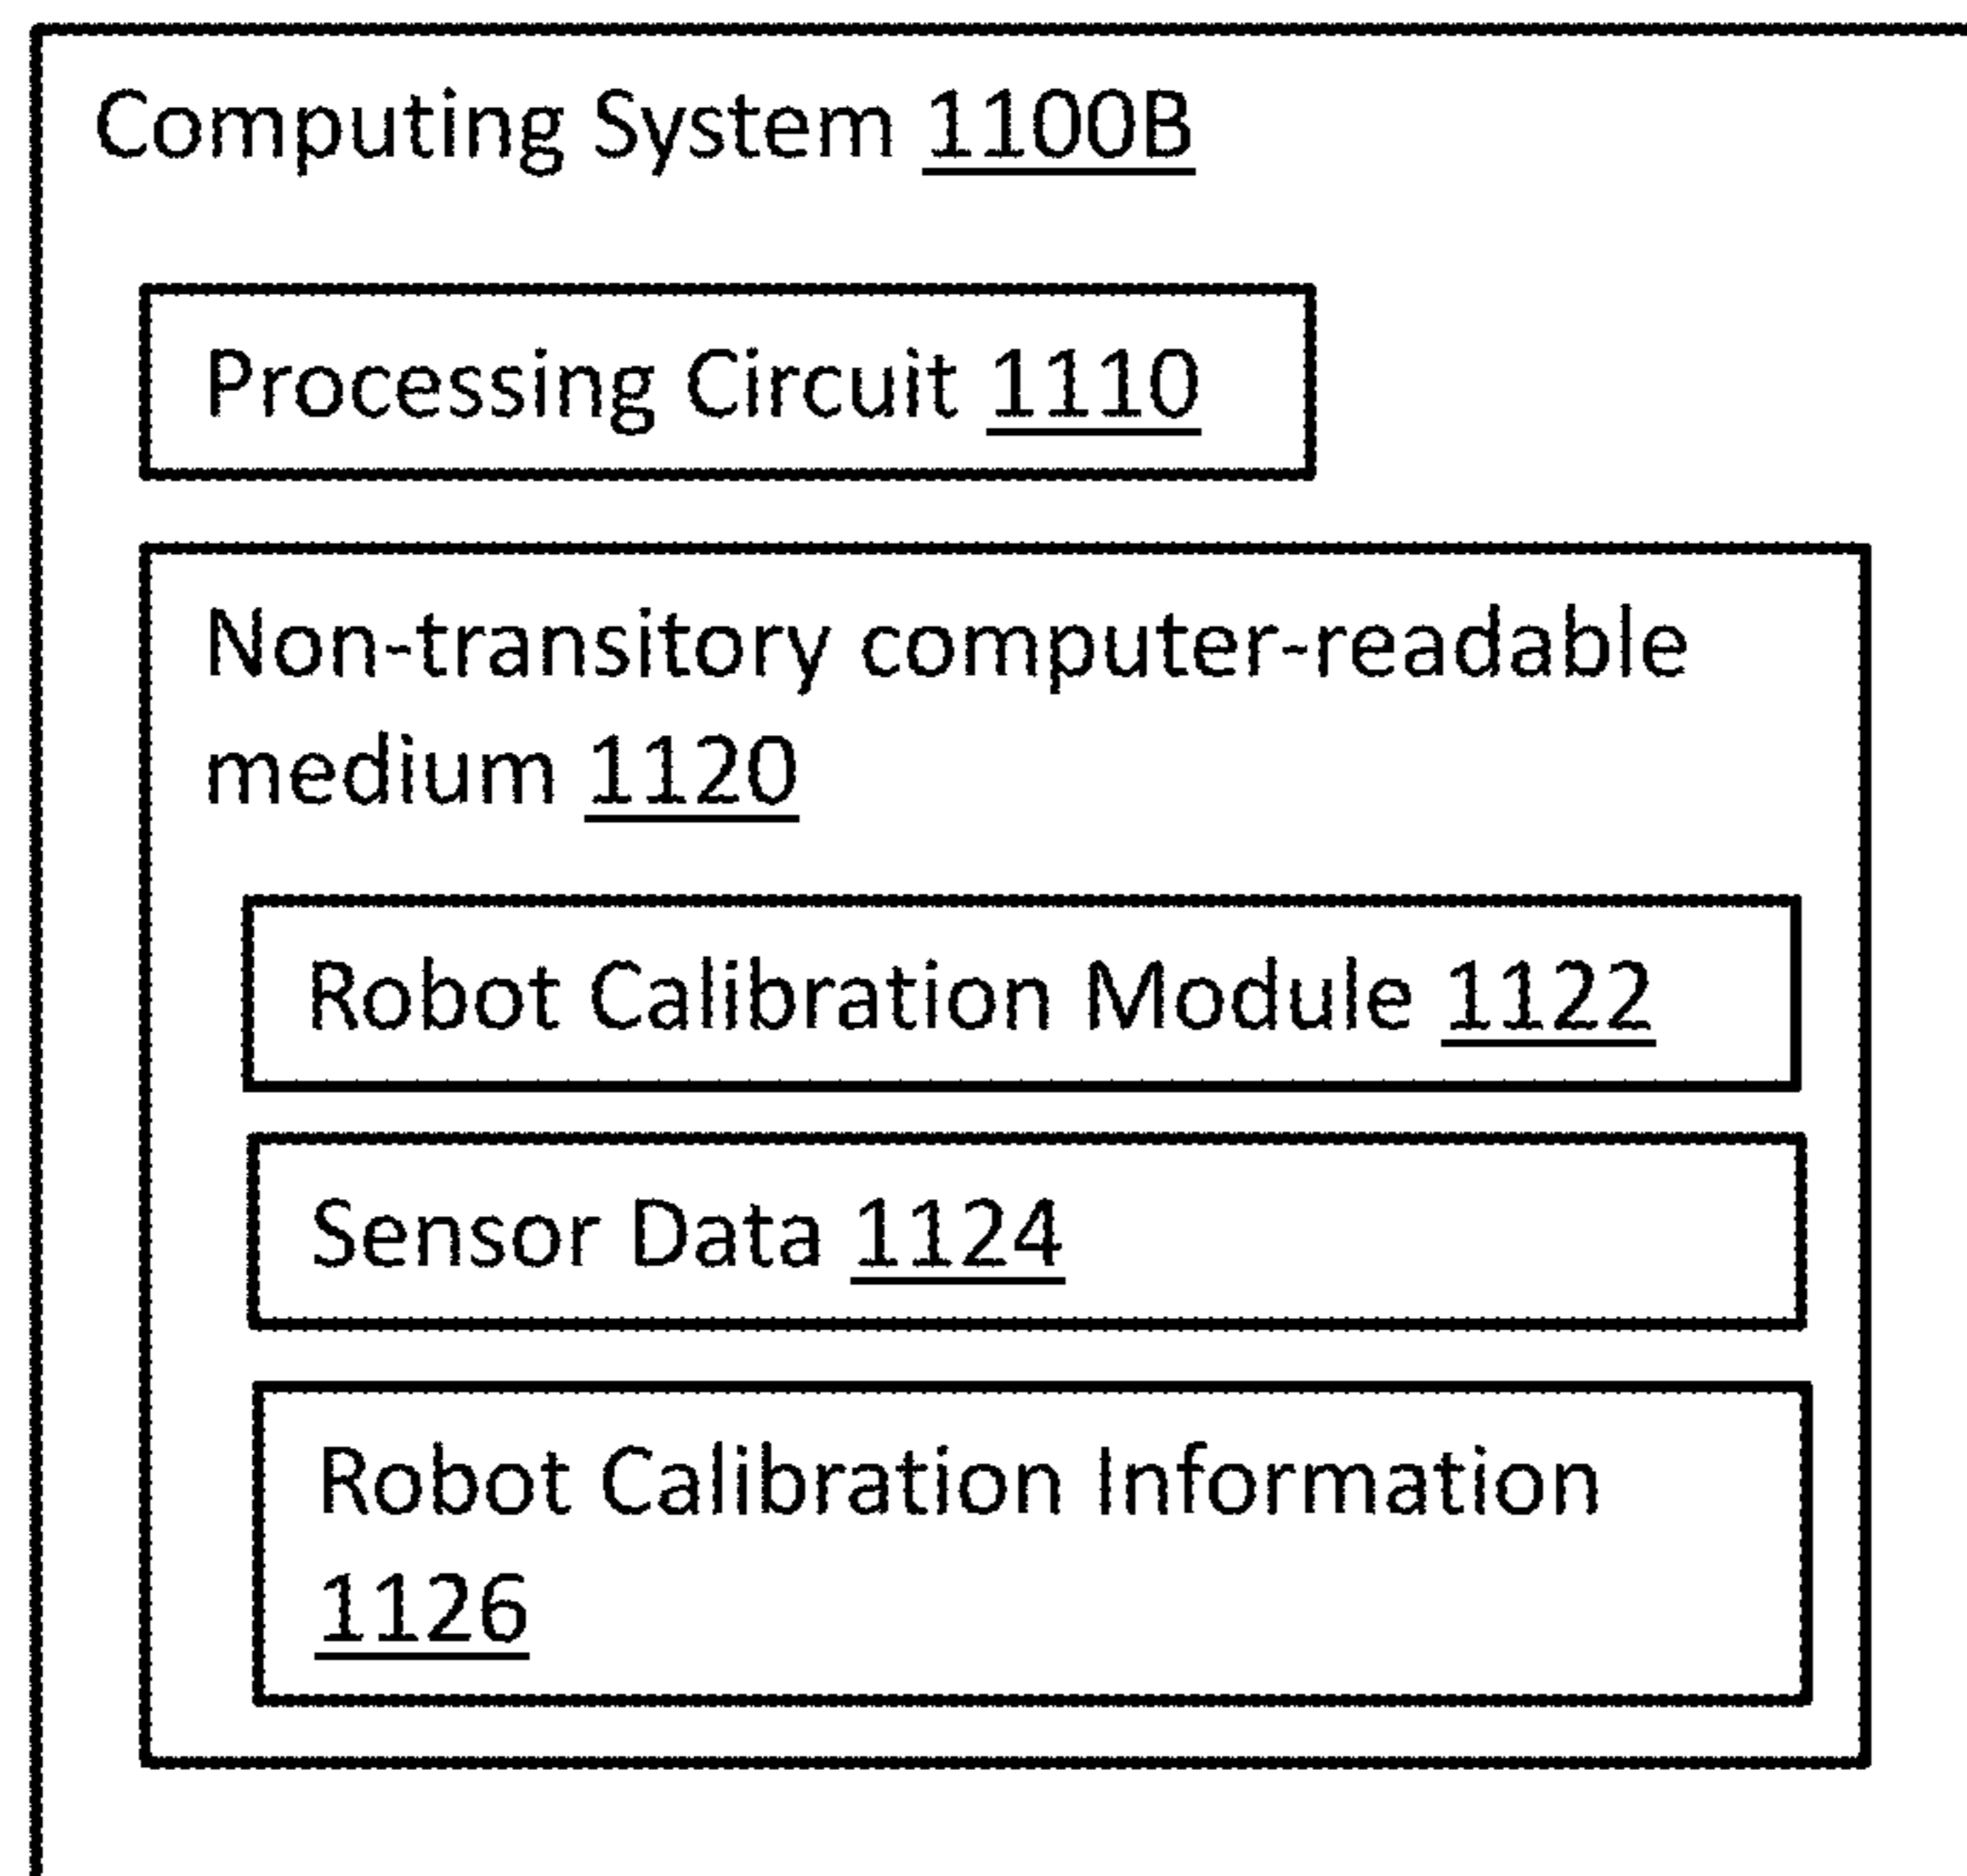 Computing System 1100B
Processing Circuit 1110
Non-transitory computer-readable
medium 1120
Robot Calibration Module 1122
Sensor Data 1124
Robot Calibration Information
1126